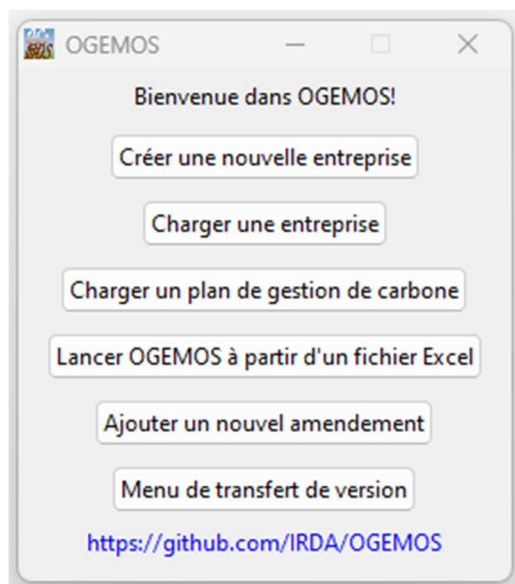 OGEMOS
Bienvenue dans OGEMOS!
Créer une nouvelle entreprise
Charger une entreprise
Charger un plan de gestion de carbone
Lancer OGEMOS à partir d'un fichier Excel
Ajouter un nouvel amendement
Menu de transfert de version
https://github.com/IRDA/OGEMOS